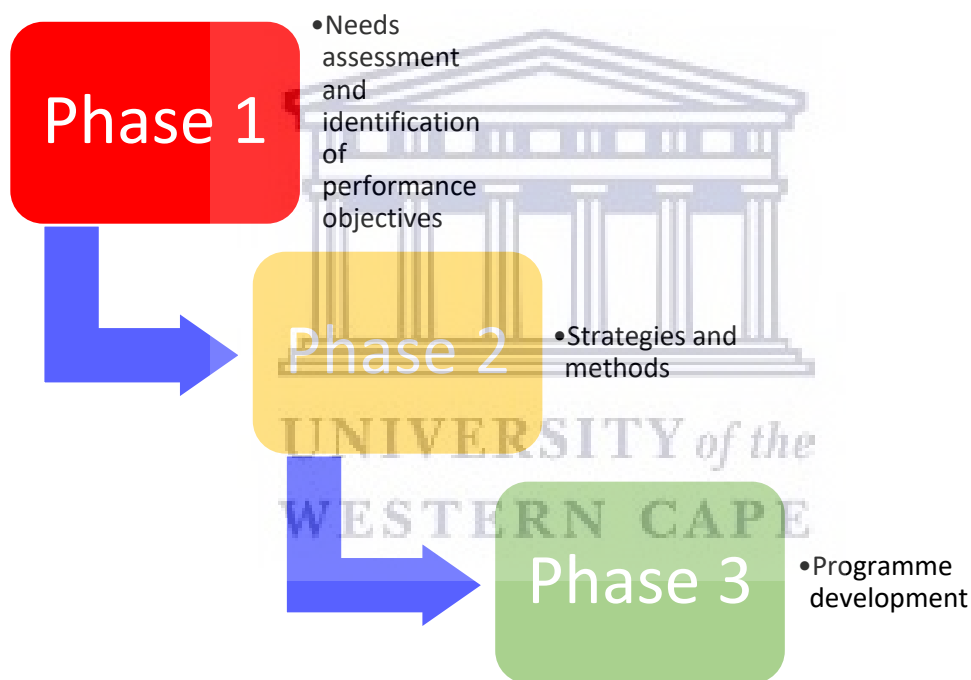 Phase 1
•Needs
assessment
and
identification
of
performance
objectives
Phase 2
•Strategies and
methods
UNIVERSITY of the
WESTERN CAPE
Phase 3
•Programme
development